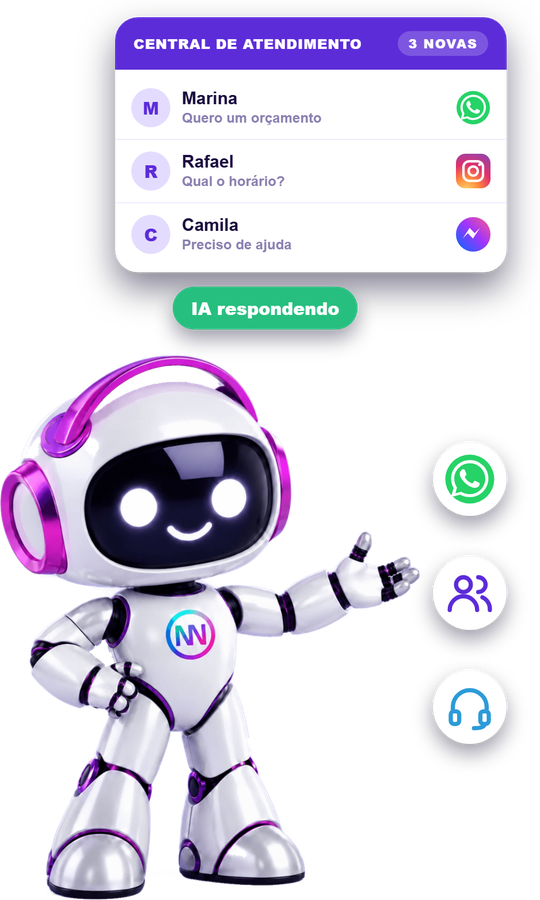 CENTRAL DE ATENDIMENTO
3 NOVAS
M
Marina
Quero um orçamento
R
Rafael
Qual o horário?
C
Camila
Preciso de ajuda
IA respondendo